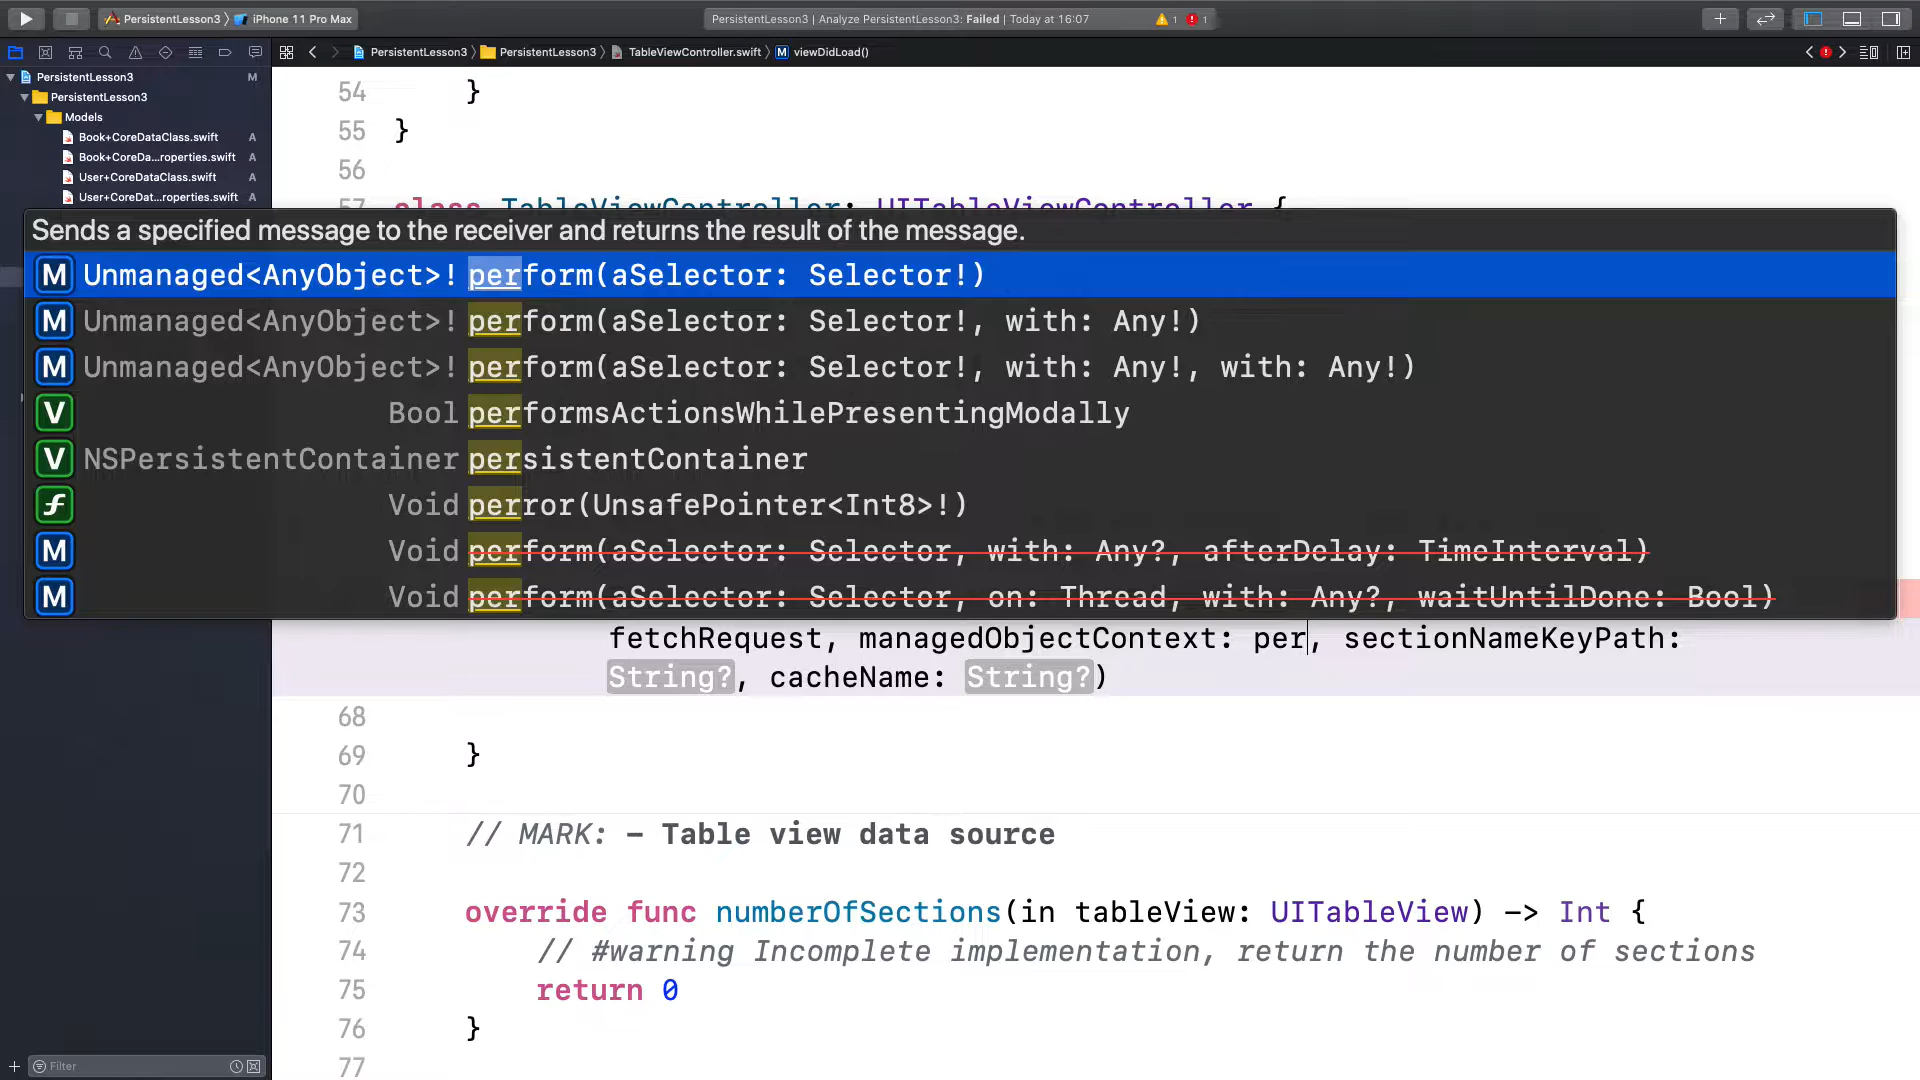 PersistentLesson3 〉 iPhone 11 Pro Max
PersistentLesson3 | Analyze PersistentLesson3: Failed | Today at 16:07
1
1
PersistentLesson3 〉 PersistentLesson3 〉 TableViewController.swift 〉 M viewDidLoad()
PersistentLesson3 M
PersistentLesson3
Models
Book+CoreDataClass.swift A
Book+CoreDa...roperties.swift A
User+CoreDataClass.swift A
User+CoreDat...roperties.swift A
54 }
55 }
56
57 class TableViewController: UITableViewController {
Sends a specified message to the receiver and returns the result of the message.
M Unmanaged<AnyObject>! perform(aSelector: Selector!)
M Unmanaged<AnyObject>! perform(aSelector: Selector!, with: Any!)
M Unmanaged<AnyObject>! perform(aSelector: Selector!, with: Any!, with: Any!)
V Bool performsActionsWhilePresentingModally
V NSPersistentContainer persistentContainer
f Void perror(UnsafePointer<Int8>!)
M Void perform(aSelector: Selector, with: Any?, afterDelay: TimeInterval)
M Void perform(aSelector: Selector, on: Thread, with: Any?, waitUntilDone: Bool)
fetchRequest, managedObjectContext: per, sectionNameKeyPath:
String?, cacheName: String?)
68
69 }
70
71 // MARK: - Table view data source
72
73 override func numberOfSections(in tableView: UITableView) -> Int {
74 // #warning Incomplete implementation, return the number of sections
75 return 0
76 }
77
Filter